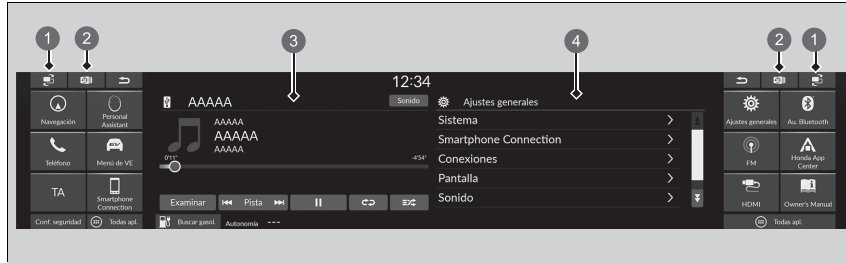 1
2
3
4
2
1
12:34
Navegación
Personal
Assistant
Teléfono
Menú de VE
TA
Smartphone
Connection
Conf. seguridad
Todas apl.
AAAAA
Sonido
AAAAA
AAAAA
AAAAA
0'11"
-4'54"
Examinar
Pista
Buscar gasol.
Autonomía ---
Ajustes generales
Sistema
Smartphone Connection
Conexiones
Pantalla
Sonido
Ajustes generales
Au. Bluetooth
FM
Honda App
Center
HDMI
Owner's Manual
Todas apl.